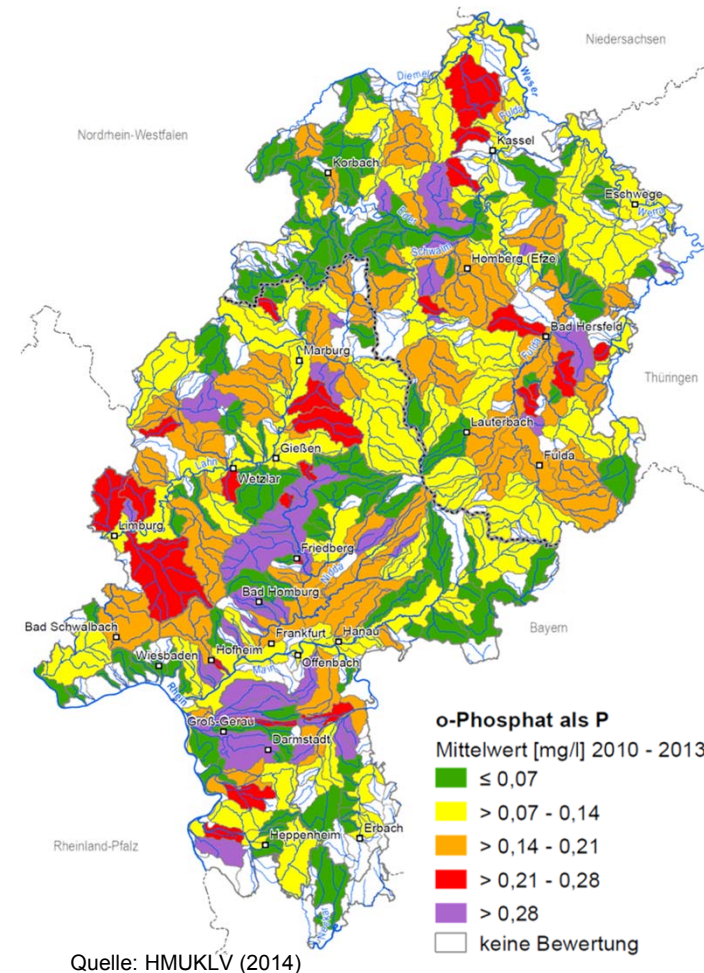 Niedersachsen
Diemel
Weser
Fulda
Nordrhein-Westfalen
Kassel
Korbach
Eschwege
Werra
Eder
Schwalm
Homberg (Efze)
Bad Hersfeld
Fulda
Marburg
Thüringen
Lauterbach
Gießen
Fulda
Lahn
Wetzlar
Limburg
Friedberg
Nidda
Bad Homburg
Bayern
Bad Schwalbach
Frankfurt
Hanau
Wiesbaden
Hofheim
Offenbach
Main
Rhein
Groß-Gerau
Darmstadt
Rheinland-Pfalz
Heppenheim
Erbach
Neckar
o-Phosphat als P
Mittelwert [mg/l] 2010 - 2013
≤ 0,07
> 0,07 - 0,14
> 0,14 - 0,21
> 0,21 - 0,28
> 0,28
keine Bewertung
Quelle: HMUKLV (2014)